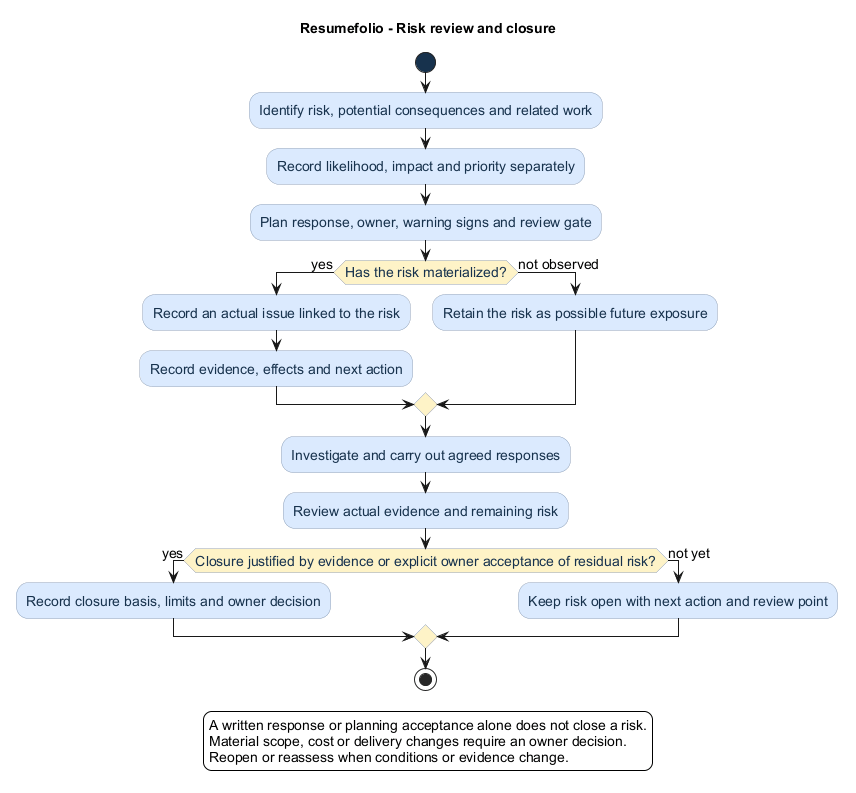 Resumefolio - Risk review and closure
Identify risk, potential consequences and related work
Record likelihood, impact and priority separately
Plan response, owner, warning signs and review gate
yes
Has the risk materialized?
not observed
Record an actual issue linked to the risk
Retain the risk as possible future exposure
Record evidence, effects and next action
Investigate and carry out agreed responses
Review actual evidence and remaining risk
yes
Closure justified by evidence or explicit owner acceptance of residual risk?
not yet
Record closure basis, limits and owner decision
Keep risk open with next action and review point
A written response or planning acceptance alone does not close a risk.
Material scope, cost or delivery changes require an owner decision.
Reopen or reassess when conditions or evidence change.